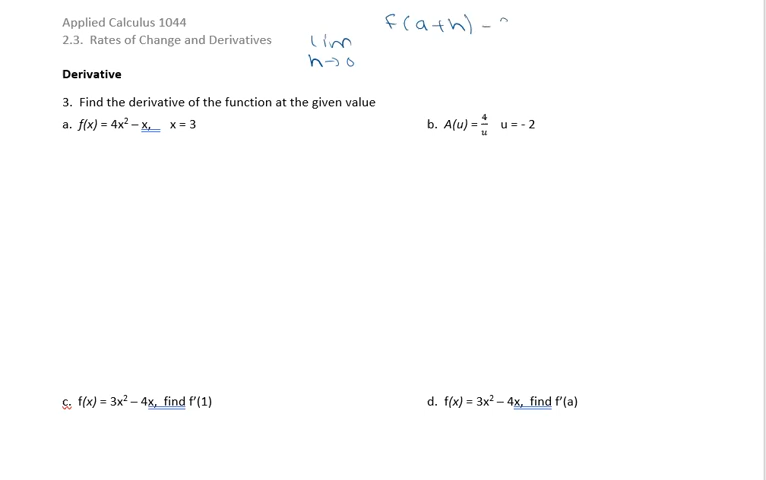 Applied Calculus 1044
2.3. Rates of Change and Derivatives
lim f(a+h) –
h→0
Derivative
3. Find the derivative of the function at the given value
a. f(x) = 4x² – x, x = 3
b. A(u) = 4/u u = - 2
c. f(x) = 3x² – 4x, find f'(1)
d. f(x) = 3x² – 4x, find f'(a)